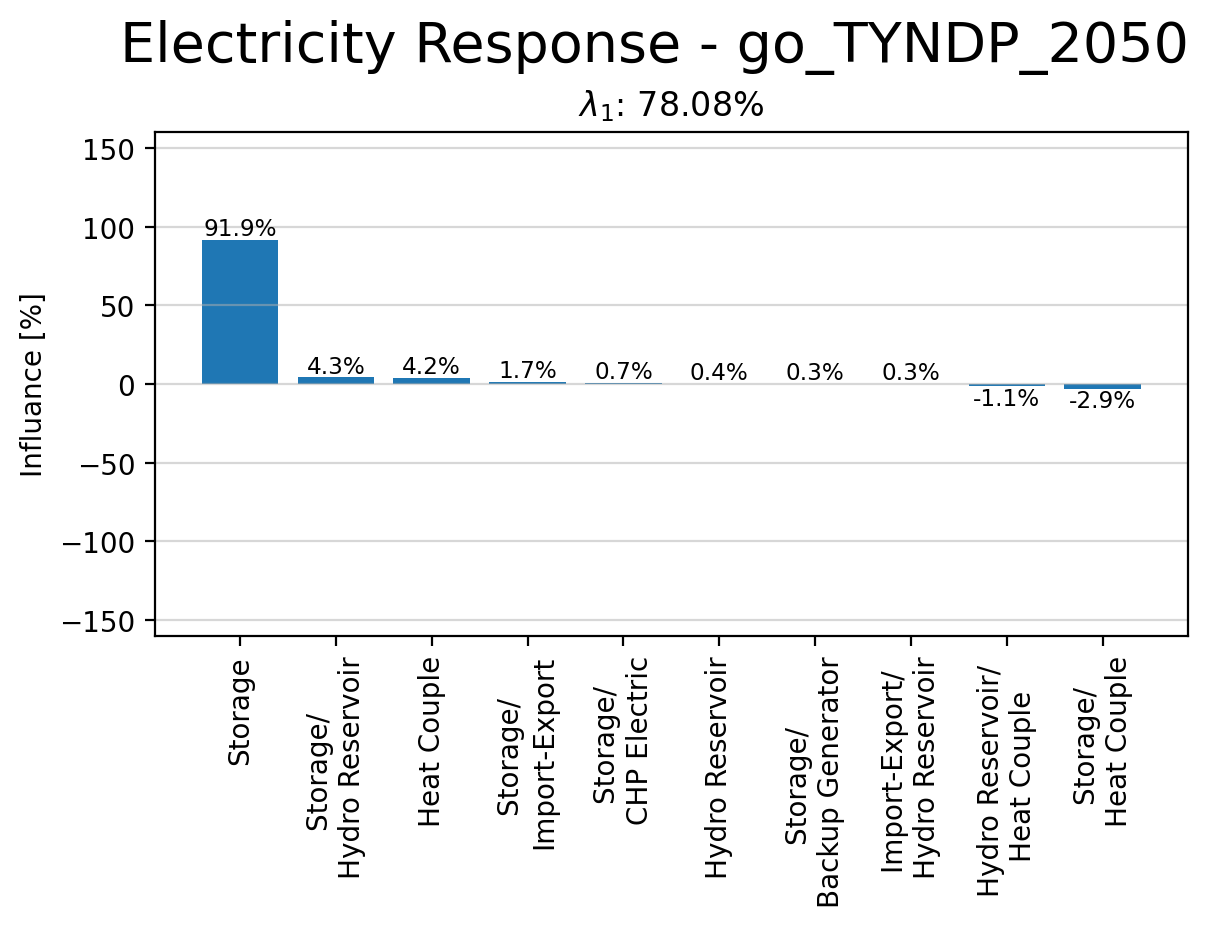 Electricity Response - go_TYNDP_2050
λ1: 78.08%
150
100
50
0
−50
−100
−150
Influance [%]
91.9%
4.3%
4.2%
1.7%
0.7%
0.4%
0.3%
0.3%
-1.1%
-2.9%
Storage
Storage/
Hydro Reservoir
Heat Couple
Storage/
Import-Export
Storage/
CHP Electric
Hydro Reservoir
Storage/
Backup Generator
Import-Export/
Hydro Reservoir
Hydro Reservoir/
Heat Couple
Storage/
Heat Couple